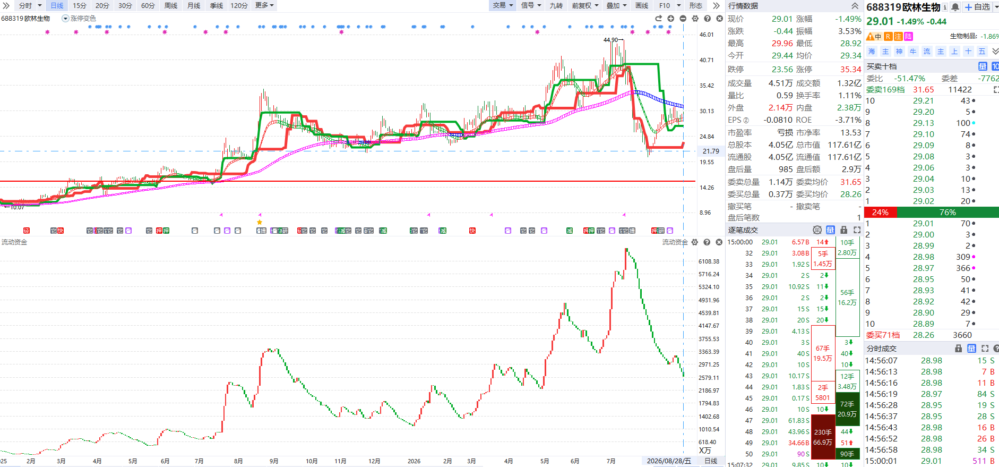 分时 日线 15分 20分 30分 60分 周线 月线 季线 120分 更多
交易 信号 九转 前复权 叠加 画线 F10 形态
688319 欧林生物 涨停变色
46.01
44.90
40.71
35.42
30.13
24.84
21.79
19.55
14.26
10.07
8.96
流动资金
流动资金
6108.38
5716.24
5324.10
4931.96
4539.81
4147.67
3755.53
3363.39
2971.25
2579.11
2186.97
1794.83
1402.68
1010.54
618.40
X万
025 2月 3月 4月 5月 6月 7月 8月 9月 10月 11月 12月 2026 2月 3月 4月 5月 6月 7月 2026/08/28/五 日线
行情数据
现价 29.01 涨幅 -1.49%
涨跌 -0.44 振幅 3.53%
最高 29.96 最低 28.92
今开 29.44 均价 29.34
跌停 23.56 涨停 35.34
成交量 4.51万 成交额 1.32亿
量比 0.59 换手率 1.11%
外盘 2.14万 内盘 2.38万
EPS② -0.0810 ROE -3.71%
市盈率 亏损 市净率 13.53
总股本 4.05亿 总市值 117.61亿
流通股 4.05亿 流通值 117.61亿
盘后量 985 盘后额 2.9万
委卖总量 1.14万 委卖均价 31.65
委买总量 0.37万 委买均价 28.26
撤买笔 - 撤卖笔 -
盘后笔数 1
逐笔成交
15:00:00 29.01 6.57B 14
32 29.01 3.08B
33 29.01 1.92S
34 29.01 2S 2
35 29.01 10.92S 11
36 29.01 2S 2
37 29.01 15S 15
38 29.01 20S 20
39 29.01 4.13S
40 29.01 3S
41 29.01 40S
42 29.01 10S
43 29.01 10.17S
44 29.01 1.83S
45 29.01 0.17S
46 29.01 10S 10
47 29.01 61.83S
48 29.01 43.96S
49 29.01 34.66B
50 29.01 90S
15:07:32 29.01 9.85S 10
5手
1.45万
67手
19.5万
2手
5801
230手
66.9万
10手
2.80万
56手
16.2万
3
40
10
12手
3.48万
72手
20.9万
44
51
90手
10
688319欧林生物 自选
29.01 -1.49% -0.44
中 R 注 陆 生物制品: -1.86%
海 主 神 牛 流 主 上 十 五
买卖十档 量 10
委比 -51.47% 委差 -7762
委卖169档 31.65 11422
10 29.21 43
9 29.20 5
8 29.13 100
7 29.10 74
6 29.09 8
5 29.08 3
4 29.06 3
3 29.04 10
2 29.03 13
1 29.02 20
24% 76%
1 29.01 70
2 29.00 3
3 28.99 2
4 28.98 309
5 28.97 366
6 28.95 50
7 28.93 41
8 28.92 42
9 28.90 29
10 28.89 7
委买71档 28.26 3660
分时成交 量
14:56:07 28.98 15 S
14:56:13 28.98 7 B
14:56:16 28.98 11 B
14:56:19 28.97 84 S
14:56:28 28.95 19 S
14:56:37 28.95 28 S
14:56:43 28.98 16 B
14:56:52 28.98 26 B
14:56:58 28.98 34 S
15:00:01 29.01 511 B